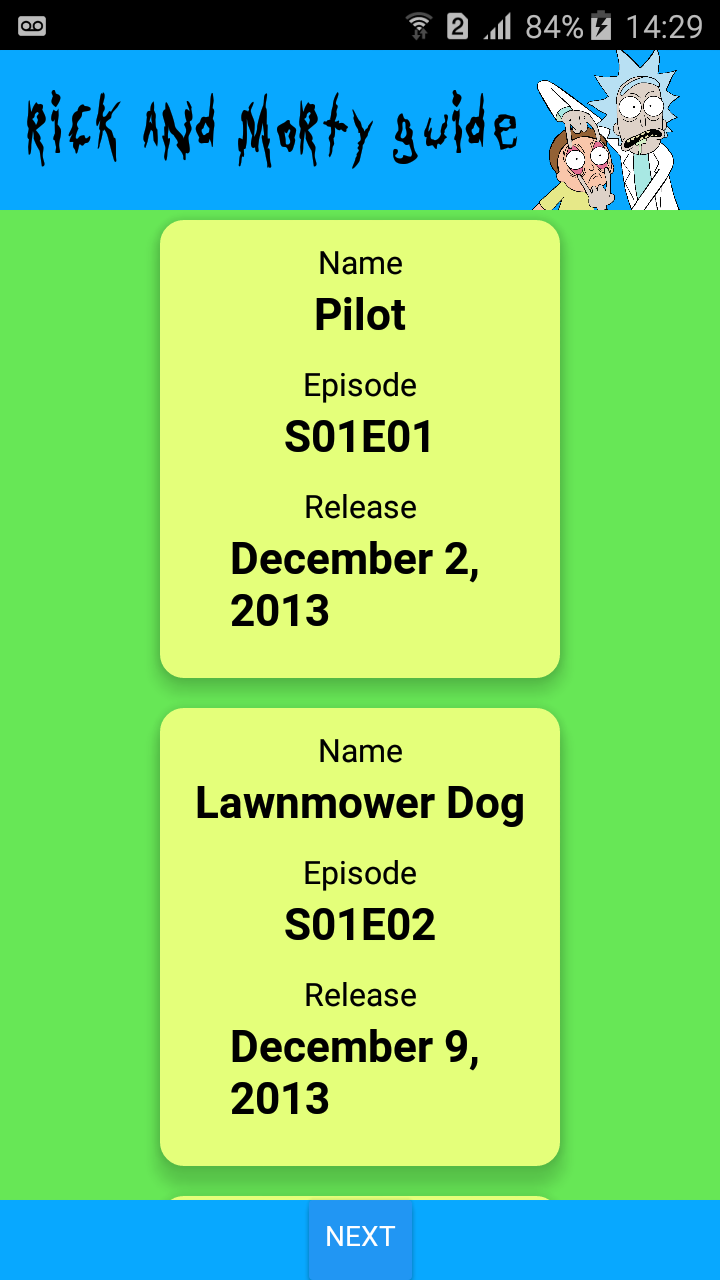 2 84% 14:29
Rick and Morty guide
Name
Pilot
Episode
S01E01
Release
December 2,
2013
Name
Lawnmower Dog
Episode
S01E02
Release
December 9,
2013
NEXT